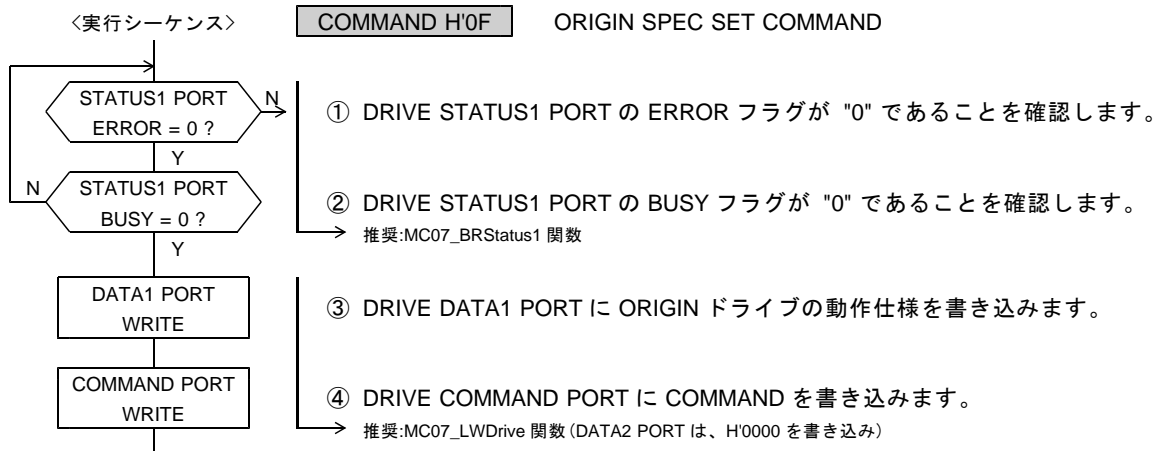 〈実行シーケンス〉 COMMAND H'0F ORIGIN SPEC SET COMMAND
STATUS1 PORT
ERROR = 0 ?
N
Y
① DRIVE STATUS1 PORT の ERROR フラグが "0" であることを確認します。
STATUS1 PORT
BUSY = 0 ?
N
Y
② DRIVE STATUS1 PORT の BUSY フラグが "0" であることを確認します。
推奨:MC07_BRStatus1 関数
DATA1 PORT
WRITE
③ DRIVE DATA1 PORT に ORIGIN ドライブの動作仕様を書き込みます。
COMMAND PORT
WRITE
④ DRIVE COMMAND PORT に COMMAND を書き込みます。
推奨:MC07_LWDrive 関数(DATA2 PORT は、H'0000 を書き込み)